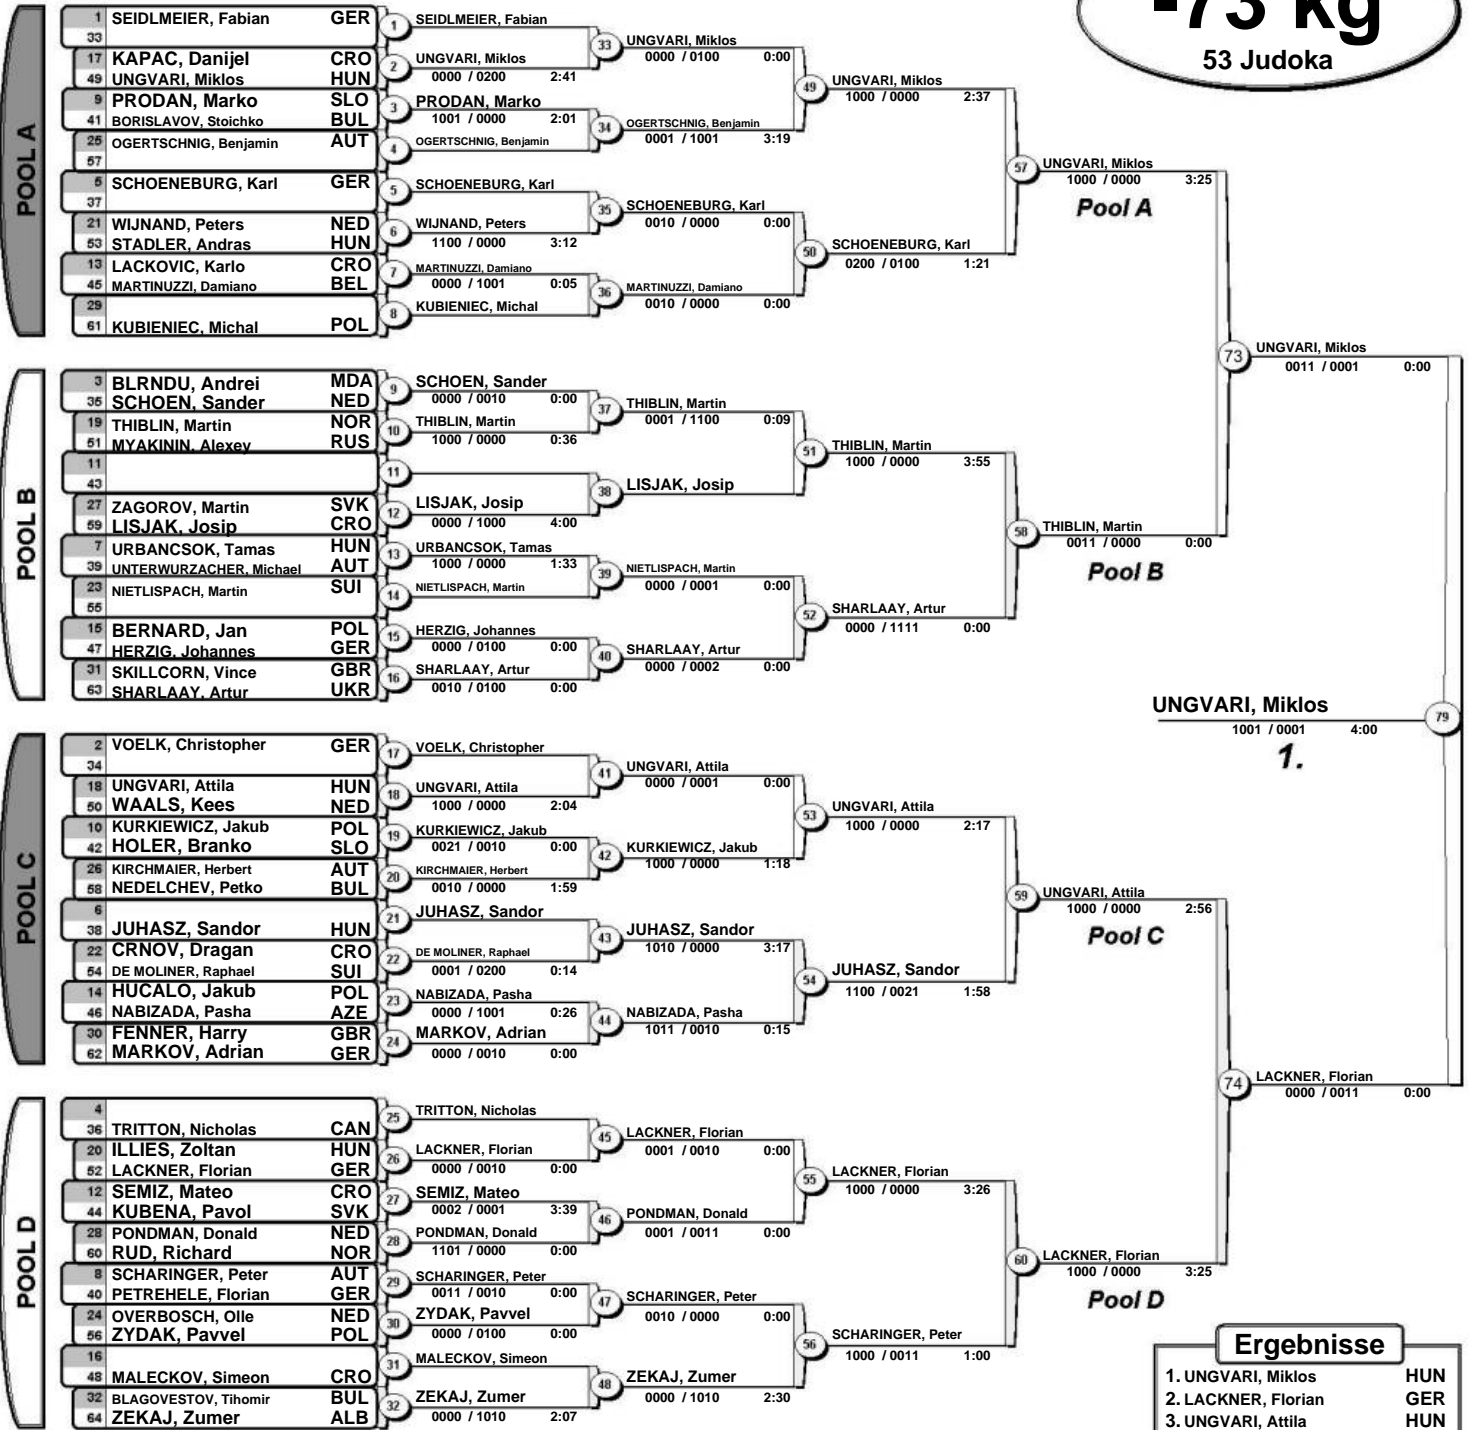 -73 kg
53 Judoka
POOL A
1 SEIDLMEIER, Fabian GER
33
17 KAPAC, Danijel CRO
49 UNGVARI, Miklos HUN
9 PRODAN, Marko SLO
41 BORISLAVOV, Stoichko BUL
25 OGERTSCHNIG, Benjamin AUT
57
5 SCHOENEBURG, Karl GER
37
21 WIJNAND, Peters NED
53 STADLER, Andras HUN
13 LACKOVIC, Karlo CRO
45 MARTINUZZI, Damiano BEL
29
61 KUBIENIEC, Michal POL
1 SEIDLMEIER, Fabian
2 UNGVARI, Miklos
0000 / 0200 2:41
3 PRODAN, Marko
1001 / 0000 2:01
4 OGERTSCHNIG, Benjamin
5 SCHOENEBURG, Karl
6 WIJNAND, Peters
1100 / 0000 3:12
7 MARTINUZZI, Damiano
0000 / 1001 0:05
8 KUBIENIEC, Michal
33 UNGVARI, Miklos
0000 / 0100 0:00
34 OGERTSCHNIG, Benjamin
0001 / 1001 3:19
35 SCHOENEBURG, Karl
0010 / 0000 0:00
36 MARTINUZZI, Damiano
0010 / 0000 0:00
49 UNGVARI, Miklos
1000 / 0000 2:37
50 SCHOENEBURG, Karl
0200 / 0100 1:21
57 UNGVARI, Miklos
1000 / 0000 3:25
Pool A
POOL B
3 BLRNDU, Andrei MDA
35 SCHOEN, Sander NED
19 THIBLIN, Martin NOR
51 MYAKININ, Alexey RUS
11
43
27 ZAGOROV, Martin SVK
59 LISJAK, Josip CRO
7 URBANCSOK, Tamas HUN
39 UNTERWURZACHER, Michael AUT
23 NIETLISPACH, Martin SUI
55
15 BERNARD, Jan POL
47 HERZIG, Johannes GER
31 SKILLCORN, Vince GBR
63 SHARLAAY, Artur UKR
9 SCHOEN, Sander
0000 / 0010 0:00
10 THIBLIN, Martin
1000 / 0000 0:36
11
12 LISJAK, Josip
0000 / 1000 4:00
13 URBANCSOK, Tamas
1000 / 0000 1:33
14 NIETLISPACH, Martin
15 HERZIG, Johannes
0000 / 0100 0:00
16 SHARLAAY, Artur
0010 / 0100 0:00
37 THIBLIN, Martin
0001 / 1100 0:09
38 LISJAK, Josip
39 NIETLISPACH, Martin
0000 / 0001 0:00
40 SHARLAAY, Artur
0000 / 0002 0:00
51 THIBLIN, Martin
1000 / 0000 3:55
52 SHARLAAY, Artur
0000 / 1111 0:00
58 THIBLIN, Martin
0011 / 0000 0:00
Pool B
73 UNGVARI, Miklos
0011 / 0001 0:00
POOL C
2 VOELK, Christopher GER
34
18 UNGVARI, Attila HUN
50 WAALS, Kees NED
10 KURKIEWICZ, Jakub POL
42 HOLER, Branko SLO
26 KIRCHMAIER, Herbert AUT
58 NEDELCHEV, Petko BUL
6
38 JUHASZ, Sandor HUN
22 CRNOV, Dragan CRO
54 DE MOLINER, Raphael SUI
14 HUCALO, Jakub POL
46 NABIZADA, Pasha AZE
30 FENNER, Harry GBR
62 MARKOV, Adrian GER
17 VOELK, Christopher
18 UNGVARI, Attila
1000 / 0000 2:04
19 KURKIEWICZ, Jakub
0021 / 0010 0:00
20 KIRCHMAIER, Herbert
0010 / 0000 1:59
21 JUHASZ, Sandor
22 DE MOLINER, Raphael
0001 / 0200 0:14
23 NABIZADA, Pasha
0000 / 1001 0:26
24 MARKOV, Adrian
0000 / 0010 0:00
41 UNGVARI, Attila
0000 / 0001 0:00
42 KURKIEWICZ, Jakub
1000 / 0000 1:18
43 JUHASZ, Sandor
1010 / 0000 3:17
44 NABIZADA, Pasha
1011 / 0010 0:15
53 UNGVARI, Attila
1000 / 0000 2:17
54 JUHASZ, Sandor
1100 / 0021 1:58
59 UNGVARI, Attila
1000 / 0000 2:56
Pool C
POOL D
4
36 TRITTON, Nicholas CAN
20 ILLIES, Zoltan HUN
52 LACKNER, Florian GER
12 SEMIZ, Mateo CRO
44 KUBENA, Pavol SVK
28 PONDMAN, Donald NED
60 RUD, Richard NOR
8 SCHARINGER, Peter AUT
40 PETREHELE, Florian GER
24 OVERBOSCH, Olle NED
56 ZYDAK, Pavvel POL
16
48 MALECKOV, Simeon CRO
32 BLAGOVESTOV, Tihomir BUL
64 ZEKAJ, Zumer ALB
25 TRITTON, Nicholas
26 LACKNER, Florian
0000 / 0010 0:00
27 SEMIZ, Mateo
0002 / 0001 3:39
28 PONDMAN, Donald
1101 / 0000 0:00
29 SCHARINGER, Peter
0011 / 0010 0:00
30 ZYDAK, Pavvel
0000 / 0100 0:00
31 MALECKOV, Simeon
32 ZEKAJ, Zumer
0000 / 1010 2:07
45 LACKNER, Florian
0001 / 0010 0:00
46 PONDMAN, Donald
0001 / 0011 0:00
47 SCHARINGER, Peter
0010 / 0000 0:00
48 ZEKAJ, Zumer
0000 / 1010 2:30
55 LACKNER, Florian
1000 / 0000 3:26
56 SCHARINGER, Peter
1000 / 0011 1:00
60 LACKNER, Florian
1000 / 0000 3:25
Pool D
74 LACKNER, Florian
0000 / 0011 0:00
UNGVARI, Miklos 79
1001 / 0001 4:00
1.
Ergebnisse
1. UNGVARI, Miklos HUN
2. LACKNER, Florian GER
3. UNGVARI, Attila HUN